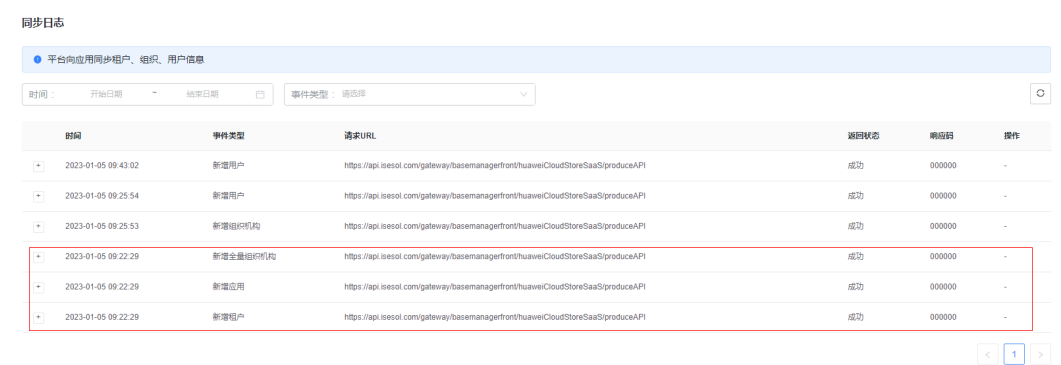 同步日志
平台向应用同步租户、组织、用户信息
时间 : 开始日期 ~ 结束日期 事件类型 : 请选择
时间 事件类型 请求URL 返回状态 响应码 操作
+ 2023-01-05 09:43:02 新增用户 https://api.isesol.com/gateway/basemanagerfront/huaweiCloudStoreSaaS/produceAPI 成功 000000 -
+ 2023-01-05 09:25:54 新增用户 https://api.isesol.com/gateway/basemanagerfront/huaweiCloudStoreSaaS/produceAPI 成功 000000 -
+ 2023-01-05 09:25:53 新增组织机构 https://api.isesol.com/gateway/basemanagerfront/huaweiCloudStoreSaaS/produceAPI 成功 000000 -
+ 2023-01-05 09:22:29 新增全量组织机构 https://api.isesol.com/gateway/basemanagerfront/huaweiCloudStoreSaaS/produceAPI 成功 000000 -
+ 2023-01-05 09:22:29 新增应用 https://api.isesol.com/gateway/basemanagerfront/huaweiCloudStoreSaaS/produceAPI 成功 000000 -
+ 2023-01-05 09:22:29 新增租户 https://api.isesol.com/gateway/basemanagerfront/huaweiCloudStoreSaaS/produceAPI 成功 000000 -
< 1 >